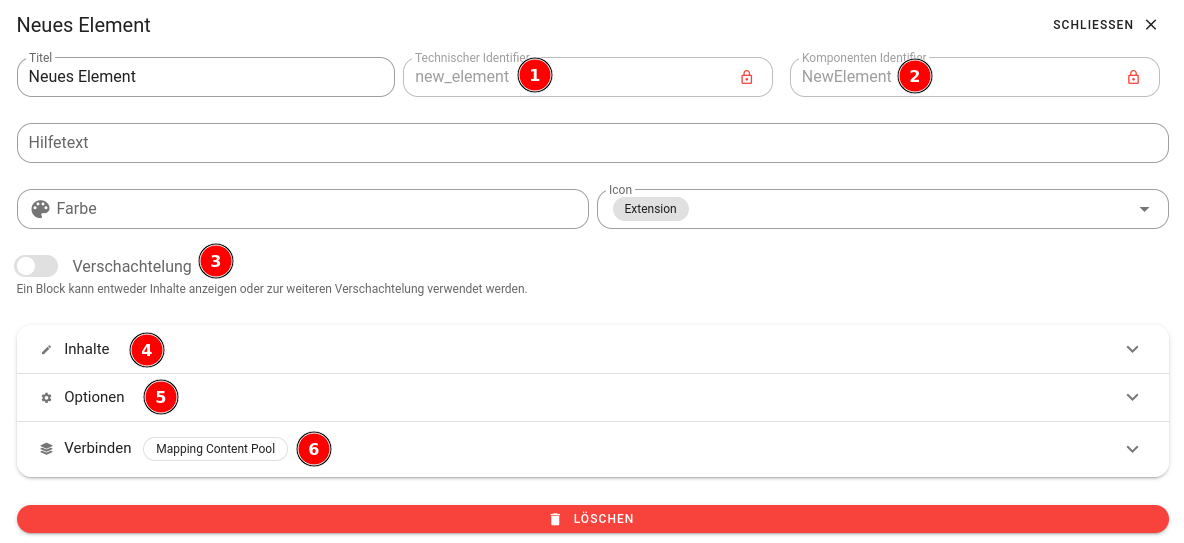 Neues Element
SCHLIESSEN
Titel
Neues Element
Technischer Identifier
new_element
1
Komponenten Identifier
NewElement
2
Hilfetext
Farbe
Icon
Extension
Verschachtelung
3
Ein Block kann entweder Inhalte anzeigen oder zur weiteren Verschachtelung verwendet werden.
Inhalte
4
Optionen
5
Verbinden
Mapping Content Pool
6
LÖSCHEN